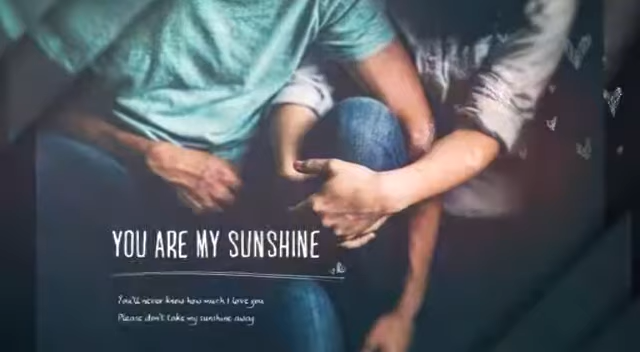 YOU ARE MY SUNSHINE
You'll never know how much I love you
Please don't take my sunshine away